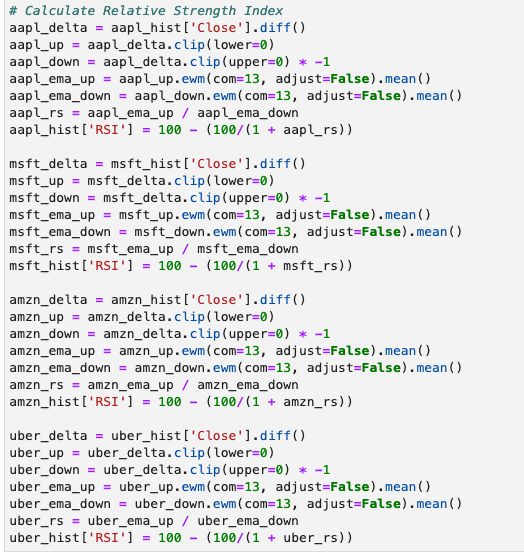 # Calculate Relative Strength Index
aapl_delta = aapl_hist['Close'].diff()
aapl_up = aapl_delta.clip(lower=0)
aapl_down = aapl_delta.clip(upper=0) * -1
aapl_ema_up = aapl_up.ewm(com=13, adjust=False).mean()
aapl_ema_down = aapl_down.ewm(com=13, adjust=False).mean()
aapl_rs = aapl_ema_up / aapl_ema_down
aapl_hist['RSI'] = 100 - (100/(1 + aapl_rs))

msft_delta = msft_hist['Close'].diff()
msft_up = msft_delta.clip(lower=0)
msft_down = msft_delta.clip(upper=0) * -1
msft_ema_up = msft_up.ewm(com=13, adjust=False).mean()
msft_ema_down = msft_down.ewm(com=13, adjust=False).mean()
msft_rs = msft_ema_up / msft_ema_down
msft_hist['RSI'] = 100 - (100/(1 + msft_rs))

amzn_delta = amzn_hist['Close'].diff()
amzn_up = amzn_delta.clip(lower=0)
amzn_down = amzn_delta.clip(upper=0) * -1
amzn_ema_up = amzn_up.ewm(com=13, adjust=False).mean()
amzn_ema_down = amzn_down.ewm(com=13, adjust=False).mean()
amzn_rs = amzn_ema_up / amzn_ema_down
amzn_hist['RSI'] = 100 - (100/(1 + amzn_rs))

uber_delta = uber_hist['Close'].diff()
uber_up = uber_delta.clip(lower=0)
uber_down = uber_delta.clip(upper=0) * -1
uber_ema_up = uber_up.ewm(com=13, adjust=False).mean()
uber_ema_down = uber_down.ewm(com=13, adjust=False).mean()
uber_rs = uber_ema_up / uber_ema_down
uber_hist['RSI'] = 100 - (100/(1 + uber_rs))